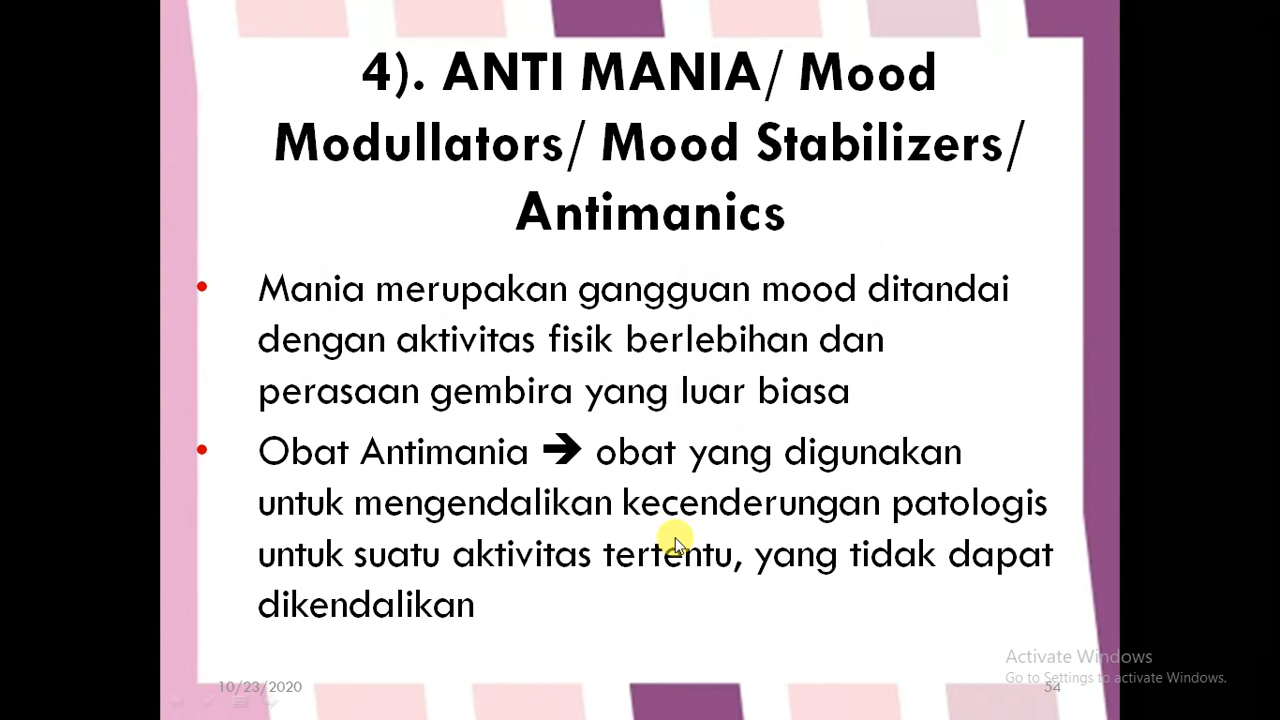 4). ANTI MANIA/ Mood
Modullators/ Mood Stabilizers/
Antimanics
• Mania merupakan gangguan mood ditandai
dengan aktivitas fisik berlebihan dan
perasaan gembira yang luar biasa
• Obat Antimania ➔ obat yang digunakan
untuk mengendalikan kecenderungan patologis
untuk suatu aktivitas tertentu, yang tidak dapat
dikendalikan
Activate Windows
Go to Settings to activate Windows.
10/23/2020
54